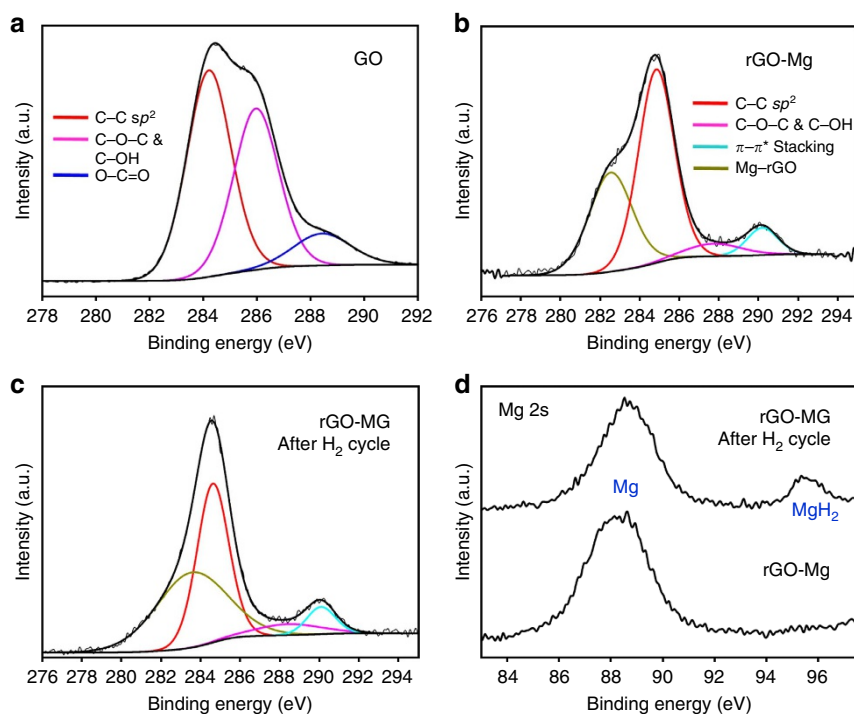 a
GO
C–C sp²
C–O–C &
C–OH
O–C=O
Intensity (a.u.)
278 280 282 284 286 288 290 292
Binding energy (eV)
b
rGO-Mg
C–C sp²
C–O–C & C–OH
π–π* Stacking
Mg–rGO
Intensity (a.u.)
276 278 280 282 284 286 288 290 292 294
Binding energy (eV)
c
rGO-MG
After H₂ cycle
Intensity (a.u.)
276 278 280 282 284 286 288 290 292 294
Binding energy (eV)
d
Mg 2s
rGO-MG
After H₂ cycle
Mg
MgH₂
rGO-Mg
Intensity (a.u.)
84 86 88 90 92 94 96
Binding energy (eV)